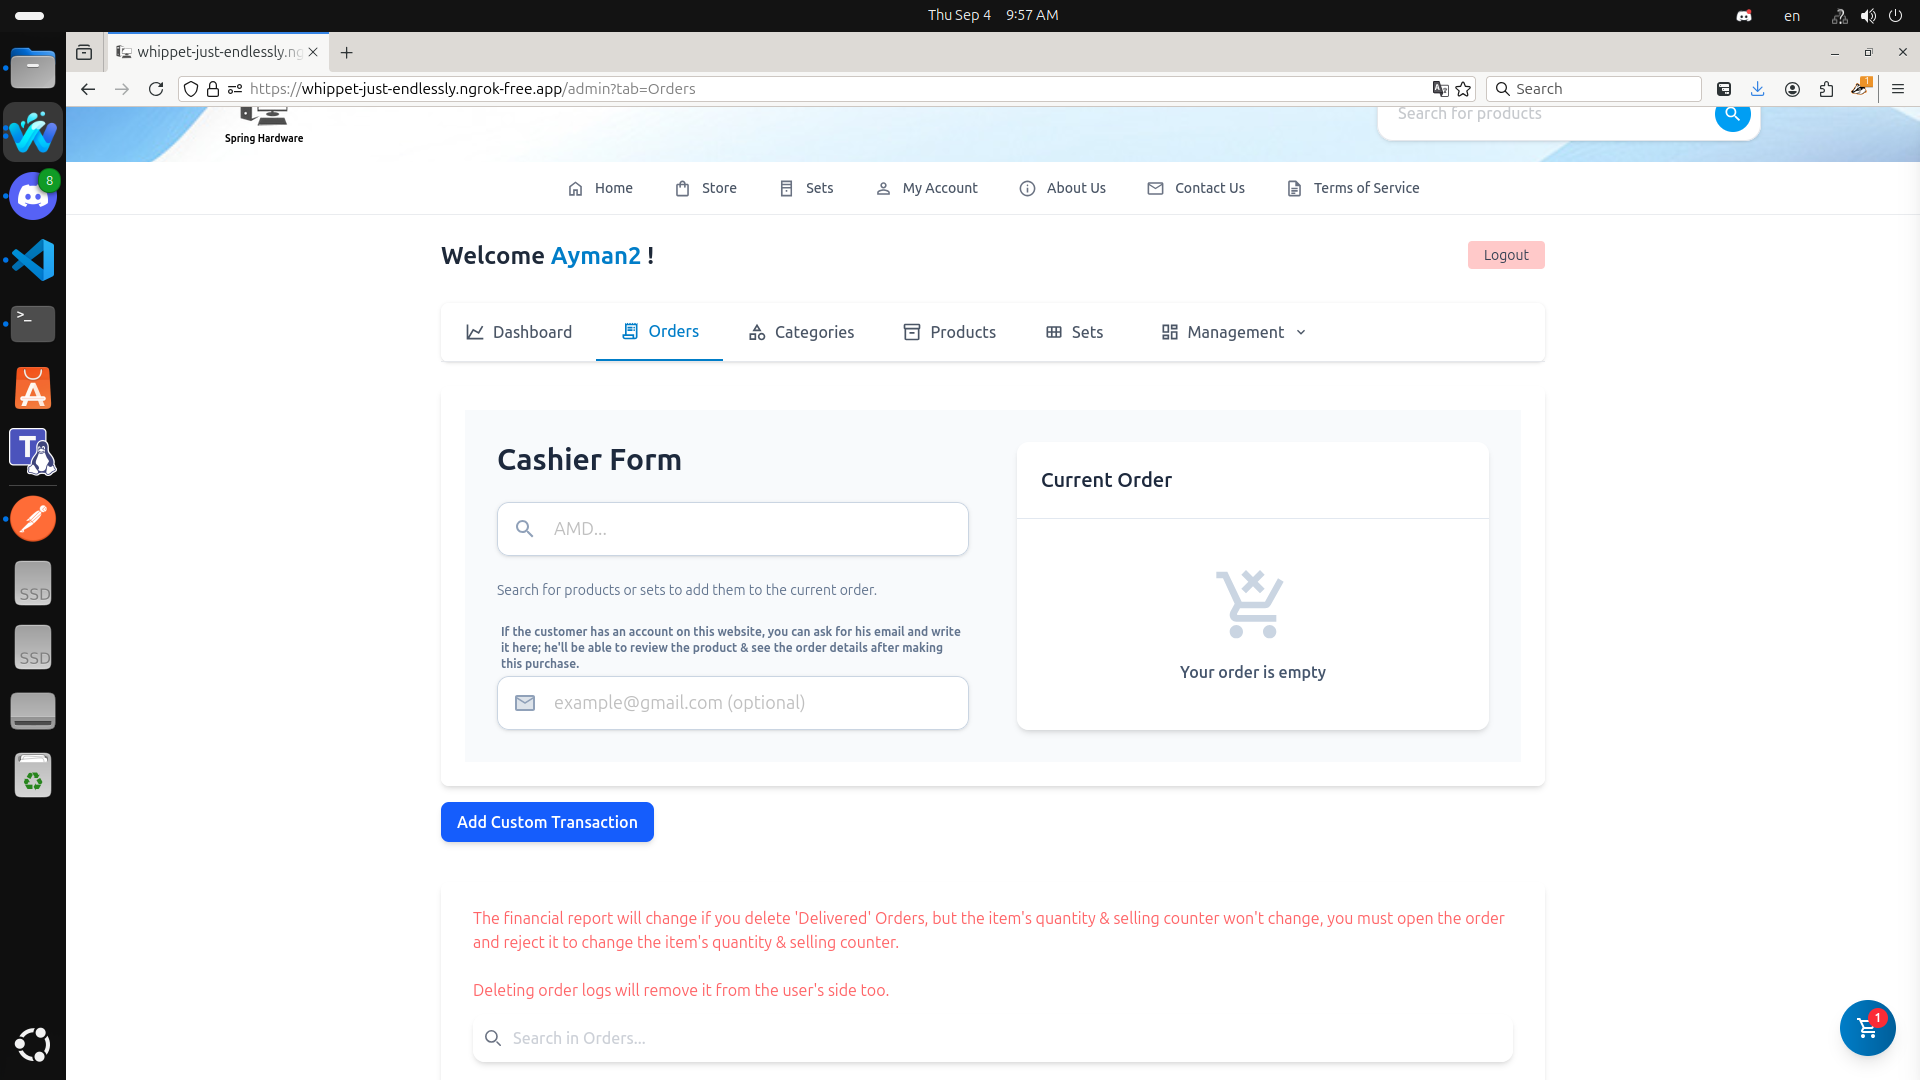 Thu Sep 4 9:57 AM
en
whippet-just-endlessly.ng
https://whippet-just-endlessly.ngrok-free.app/admin?tab=Orders
Search
1
8
Spring Hardware
Search for products
Home
Store
Sets
My Account
About Us
Contact Us
Terms of Service
Welcome Ayman2 !
Logout
Dashboard
Orders
Categories
Products
Sets
Management
Cashier Form
AMD...
Search for products or sets to add them to the current order.
If the customer has an account on this website, you can ask for his email and write
it here; he'll be able to review the product & see the order details after making
this purchase.
example@gmail.com (optional)
Current Order
Your order is empty
Add Custom Transaction
The financial report will change if you delete 'Delivered' Orders, but the item's quantity & selling counter won't change, you must open the order
and reject it to change the item's quantity & selling counter.
Deleting order logs will remove it from the user's side too.
Search in Orders...
1
>_
A
T
SSD
SSD